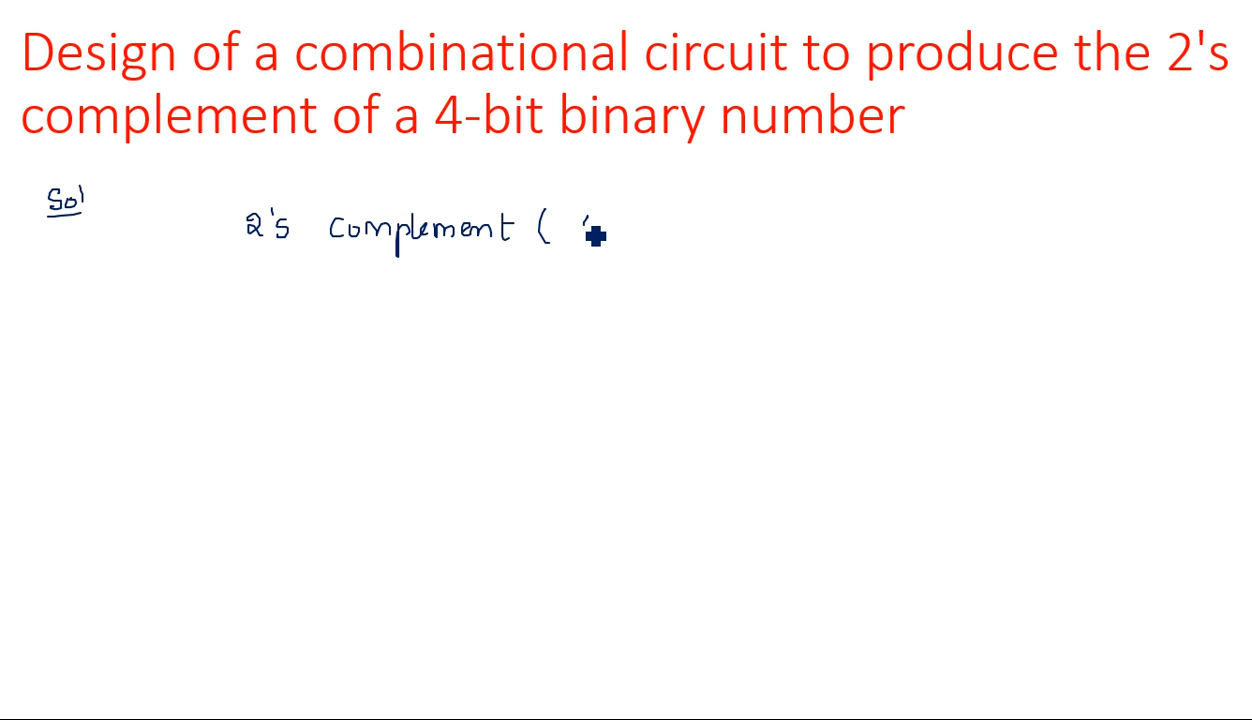 Design of a combinational circuit to produce the 2's
complement of a 4-bit binary number
Sol
2's complement (